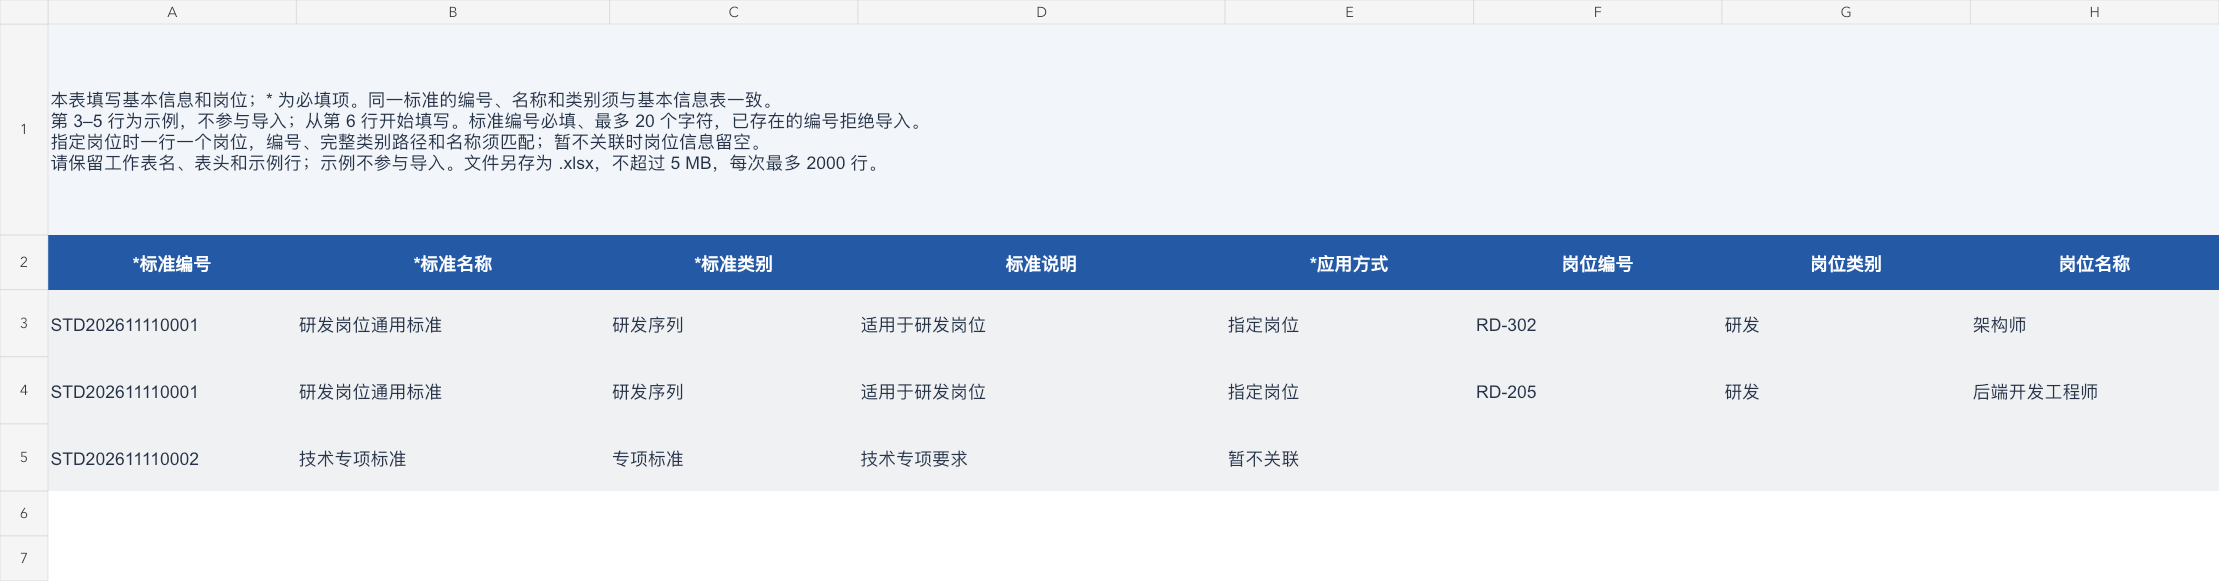 A B C D E F G H
1
本表填写基本信息和岗位；* 为必填项。同一标准的编号、名称和类别须与基本信息表一致。
第 3–5 行为示例，不参与导入；从第 6 行开始填写。标准编号必填、最多 20 个字符，已存在的编号拒绝导入。
指定岗位时一行一个岗位，编号、完整类别路径和名称须匹配；暂不关联时岗位信息留空。
请保留工作表名、表头和示例行；示例不参与导入。文件另存为 .xlsx，不超过 5 MB，每次最多 2000 行。
2 *标准编号 *标准名称 *标准类别 标准说明 *应用方式 岗位编号 岗位类别 岗位名称
3 STD202611110001 研发岗位通用标准 研发序列 适用于研发岗位 指定岗位 RD-302 研发 架构师
4 STD202611110001 研发岗位通用标准 研发序列 适用于研发岗位 指定岗位 RD-205 研发 后端开发工程师
5 STD202611110002 技术专项标准 专项标准 技术专项要求 暂不关联
6
7